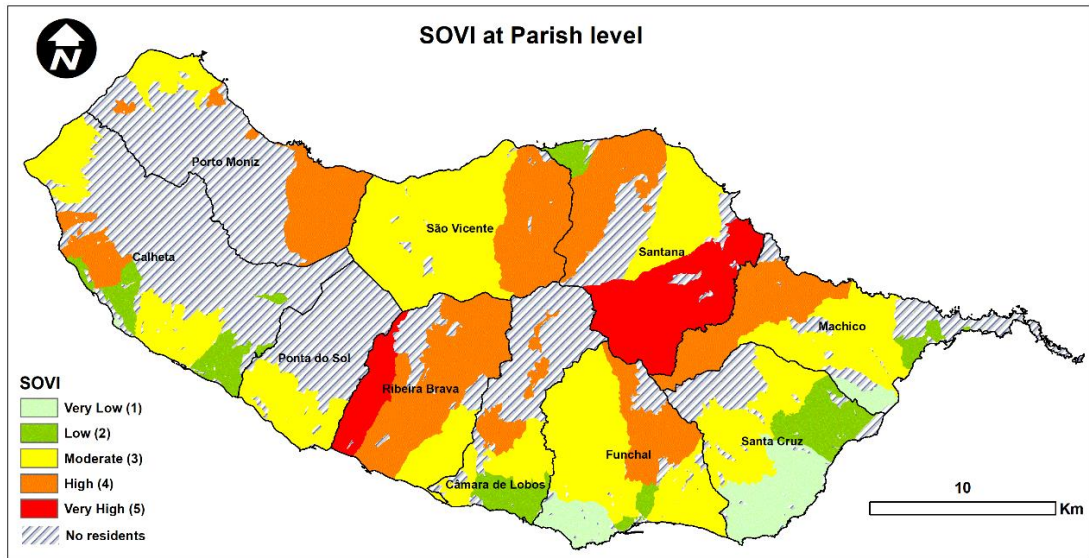 SOVI at Parish level
N
Porto Moniz
São Vicente
Santana
Calheta
Machico
Ponta do Sol
Ribeira Brava
Santa Cruz
Funchal
Câmara de Lobos
SOVI
Very Low (1)
Low (2)
Moderate (3)
High (4)
Very High (5)
No residents
10
Km